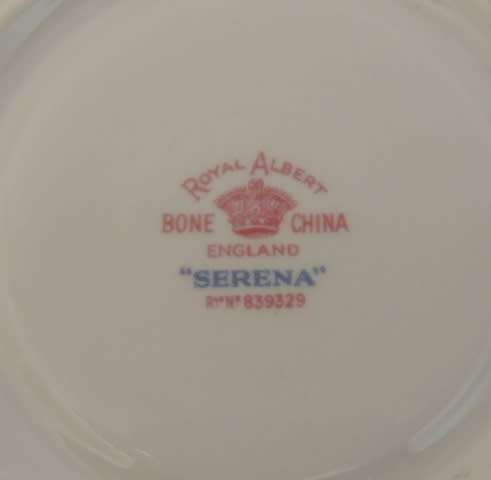 ROYAL ALBERT
BONE CHINA
ENGLAND
"SERENA"
Rᵈ Nº 839329